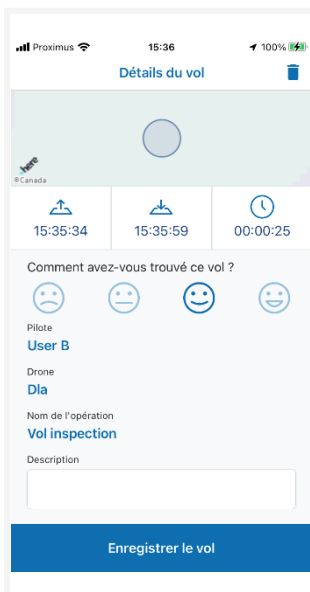 Proximus 15:36 100%
Détails du vol
here
©Canada
15:35:34 15:35:59 00:00:25
Comment avez-vous trouvé ce vol ?
Pilote
User B
Drone
Dla
Nom de l'opération
Vol inspection
Description
Enregistrer le vol